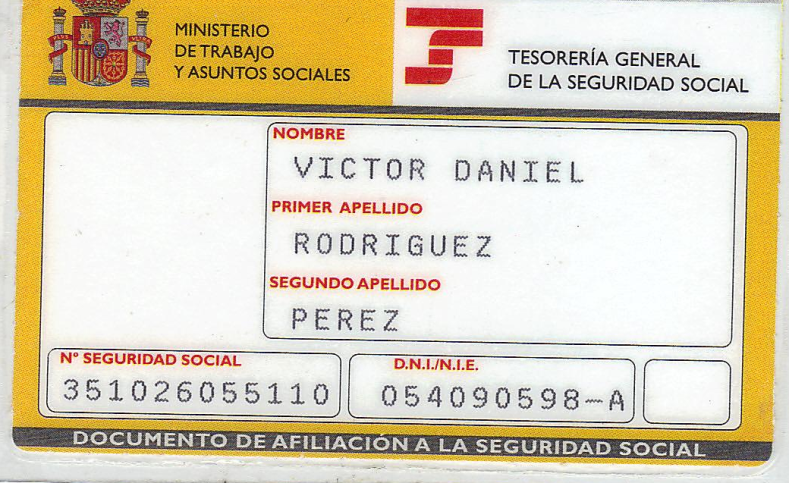 MINISTERIO
DE TRABAJO
Y ASUNTOS SOCIALES
TESORERÍA GENERAL
DE LA SEGURIDAD SOCIAL
NOMBRE
VICTOR DANIEL
PRIMER APELLIDO
RODRIGUEZ
SEGUNDO APELLIDO
PEREZ
Nº SEGURIDAD SOCIAL
351026055110
D.N.I./N.I.E.
054090598-A
DOCUMENTO DE AFILIACIÓN A LA SEGURIDAD SOCIAL